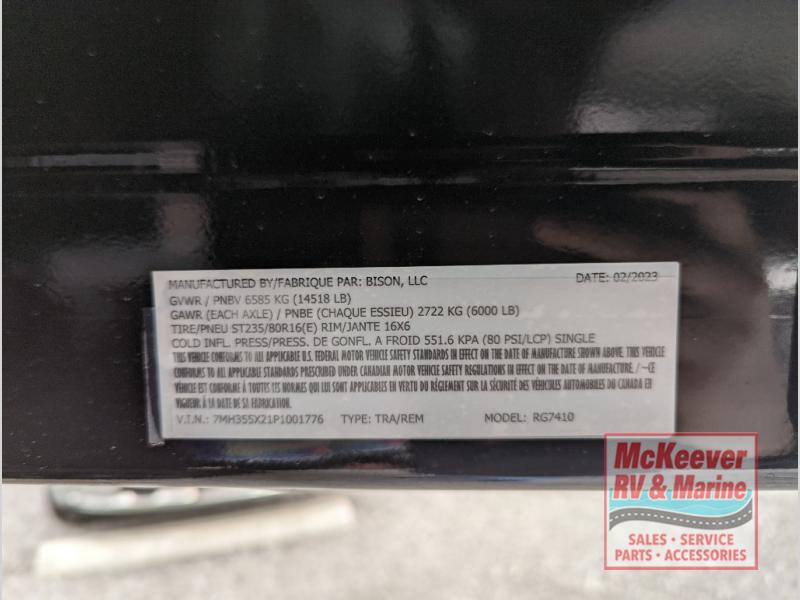 MANUFACTURED BY/FABRIQUE PAR: BISON, LLC DATE: 02/2023
GVWR / PNBV 6585 KG (14518 LB)
GAWR (EACH AXLE) / PNBE (CHAQUE ESSIEU) 2722 KG (6000 LB)
TIRE/PNEU ST235/80R16(E) RIM/JANTE 16X6
COLD INFL. PRESS/PRESS. DE GONFL. A FROID 551.6 KPA (80 PSI/LCP) SINGLE
THIS VEHICLE CONFORMS TO ALL APPLICABLE U.S. FEDERAL MOTOR VEHICLE SAFETY STANDARDS IN EFFECT ON THE DATE OF MANUFACTURE SHOWN ABOVE. THIS VEHICLE
CONFORMS TO ALL APPLICABLE STANDARDS PRESCRIBED UNDER CANADIAN MOTOR VEHICLE SAFETY REGULATIONS IN EFFECT ON THE DATE OF MANUFACTURE. /-CE
VÉHICLE EST CONFORME À TOUTES LES NORMES QUI LUI SONT APPLICABLES EN VERTU DU RÈGLEMENT SUR LA SÉCURITÉ DES VÉHICLES AUTOMOBILES DU CANADA EN
VIGUEUR À LA DATE DE SA FABRICATION.
V.I.N.: 7MH355X21P1001776 TYPE: TRA/REM MODEL: RG7410
McKeever
RV & Marine
SALES • SERVICE
PARTS • ACCESSORIES